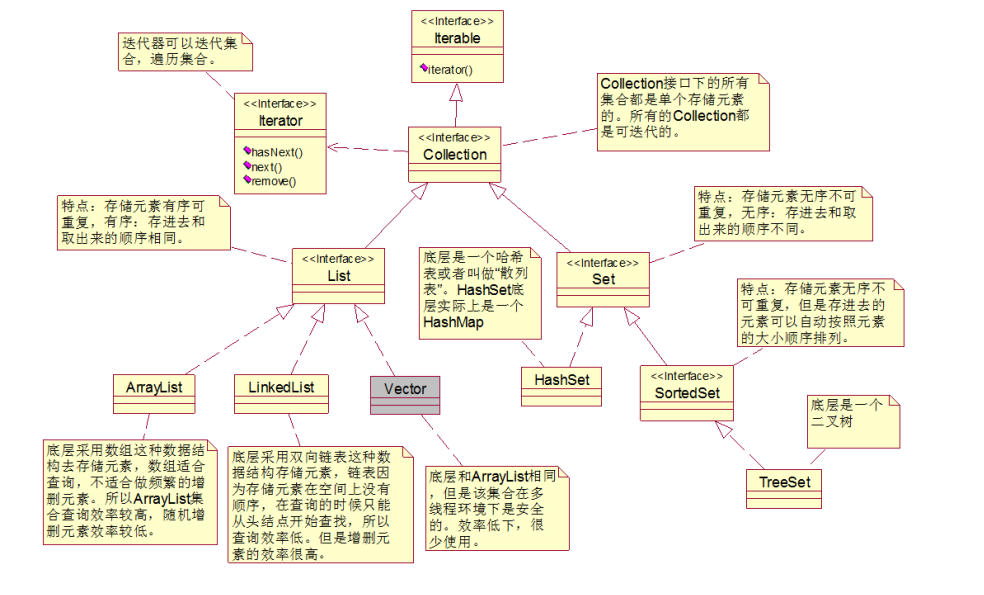 <<Interface>>
Iterable
iterator()
迭代器可以迭代集
合，遍历集合。
<<Interface>>
Iterator
hasNext()
next()
remove()
<<Interface>>
Collection
Collection接口下的所有
集合都是单个存储元素
的。所有的Collection都
是可迭代的。
特点：存储元素有序可
重复，有序：存进去和
取出来的顺序相同。
<<Interface>>
List
底层是一个哈希
表或者叫做“散列
表”。HashSet底
层实际上是一个
HashMap
<<Interface>>
Set
特点：存储元素无序不可
重复，无序：存进去和取
出来的顺序不同。
特点：存储元素无序不
可重复，但是存进去的
元素可以自动按照元素
的大小顺序排列。
ArrayList
LinkedList
Vector
HashSet
<<Interface>>
SortedSet
底层是一个
二叉树
TreeSet
底层采用数组这种数据结
构去存储元素，数组适合
查询，不适合做频繁的增
删元素。所以ArrayList集
合查询效率较高，随机增
删元素效率较低。
底层采用双向链表这种数
据结构存储元素，链表因
为存储元素在空间上没有
顺序，在查询的时候只能
从头结点开始查找，所以
查询效率低。但是增删元
素的效率很高。
底层和ArrayList相同
，但是该集合在多
线程环境下是安全
的。效率低下，很
少使用。